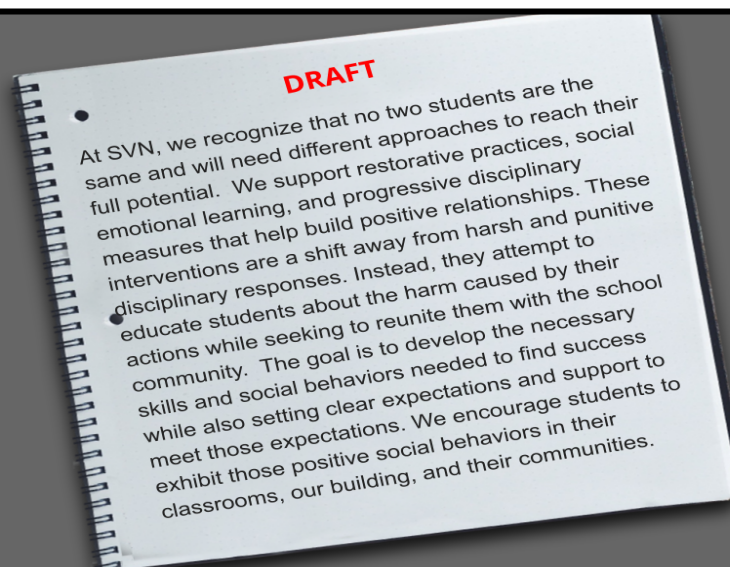 DRAFT
At SVN, we recognize that no two students are the
same and will need different approaches to reach their
full potential.  We support restorative practices, social
emotional learning, and progressive disciplinary
measures that help build positive relationships. These
interventions are a shift away from harsh and punitive
disciplinary responses. Instead, they attempt to
educate students about the harm caused by their
actions while seeking to reunite them with the school
community.  The goal is to develop the necessary
skills and social behaviors needed to find success
while also setting clear expectations and support to
meet those expectations. We encourage students to
exhibit those positive social behaviors in their
classrooms, our building, and their communities.